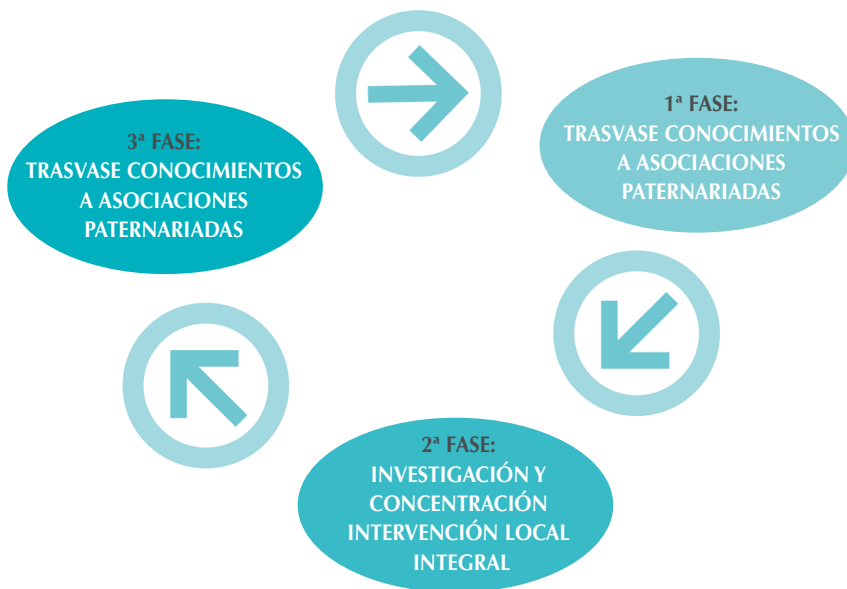 1ª FASE:
TRASVASE CONOCIMIENTOS
A ASOCIACIONES
PATERNARIADAS
2ª FASE:
INVESTIGACIÓN Y
CONCENTRACIÓN
INTERVENCIÓN LOCAL
INTEGRAL
3ª FASE:
TRASVASE CONOCIMIENTOS
A ASOCIACIONES
PATERNARIADAS